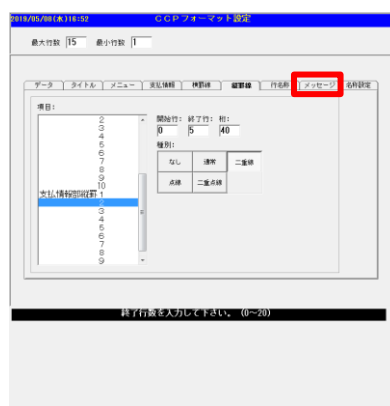 2019/05/08(水)16:52 CCPフォーマット設定
最大行数 15 最小行数 1
データ タイトル メニュー 支払情報 横罫線 縦罫線 行名称 メッセージ 名称設定
項目:
開始行: 終了行: 桁:
0 5 40
種別:
なし 通常 二重線
点線 二重点線
2
3
4
5
6
7
8
9
10
支払情報部縦罫 1
2
3
4
5
6
7
8
9
終了行数を入力して下さい。 (0～20)